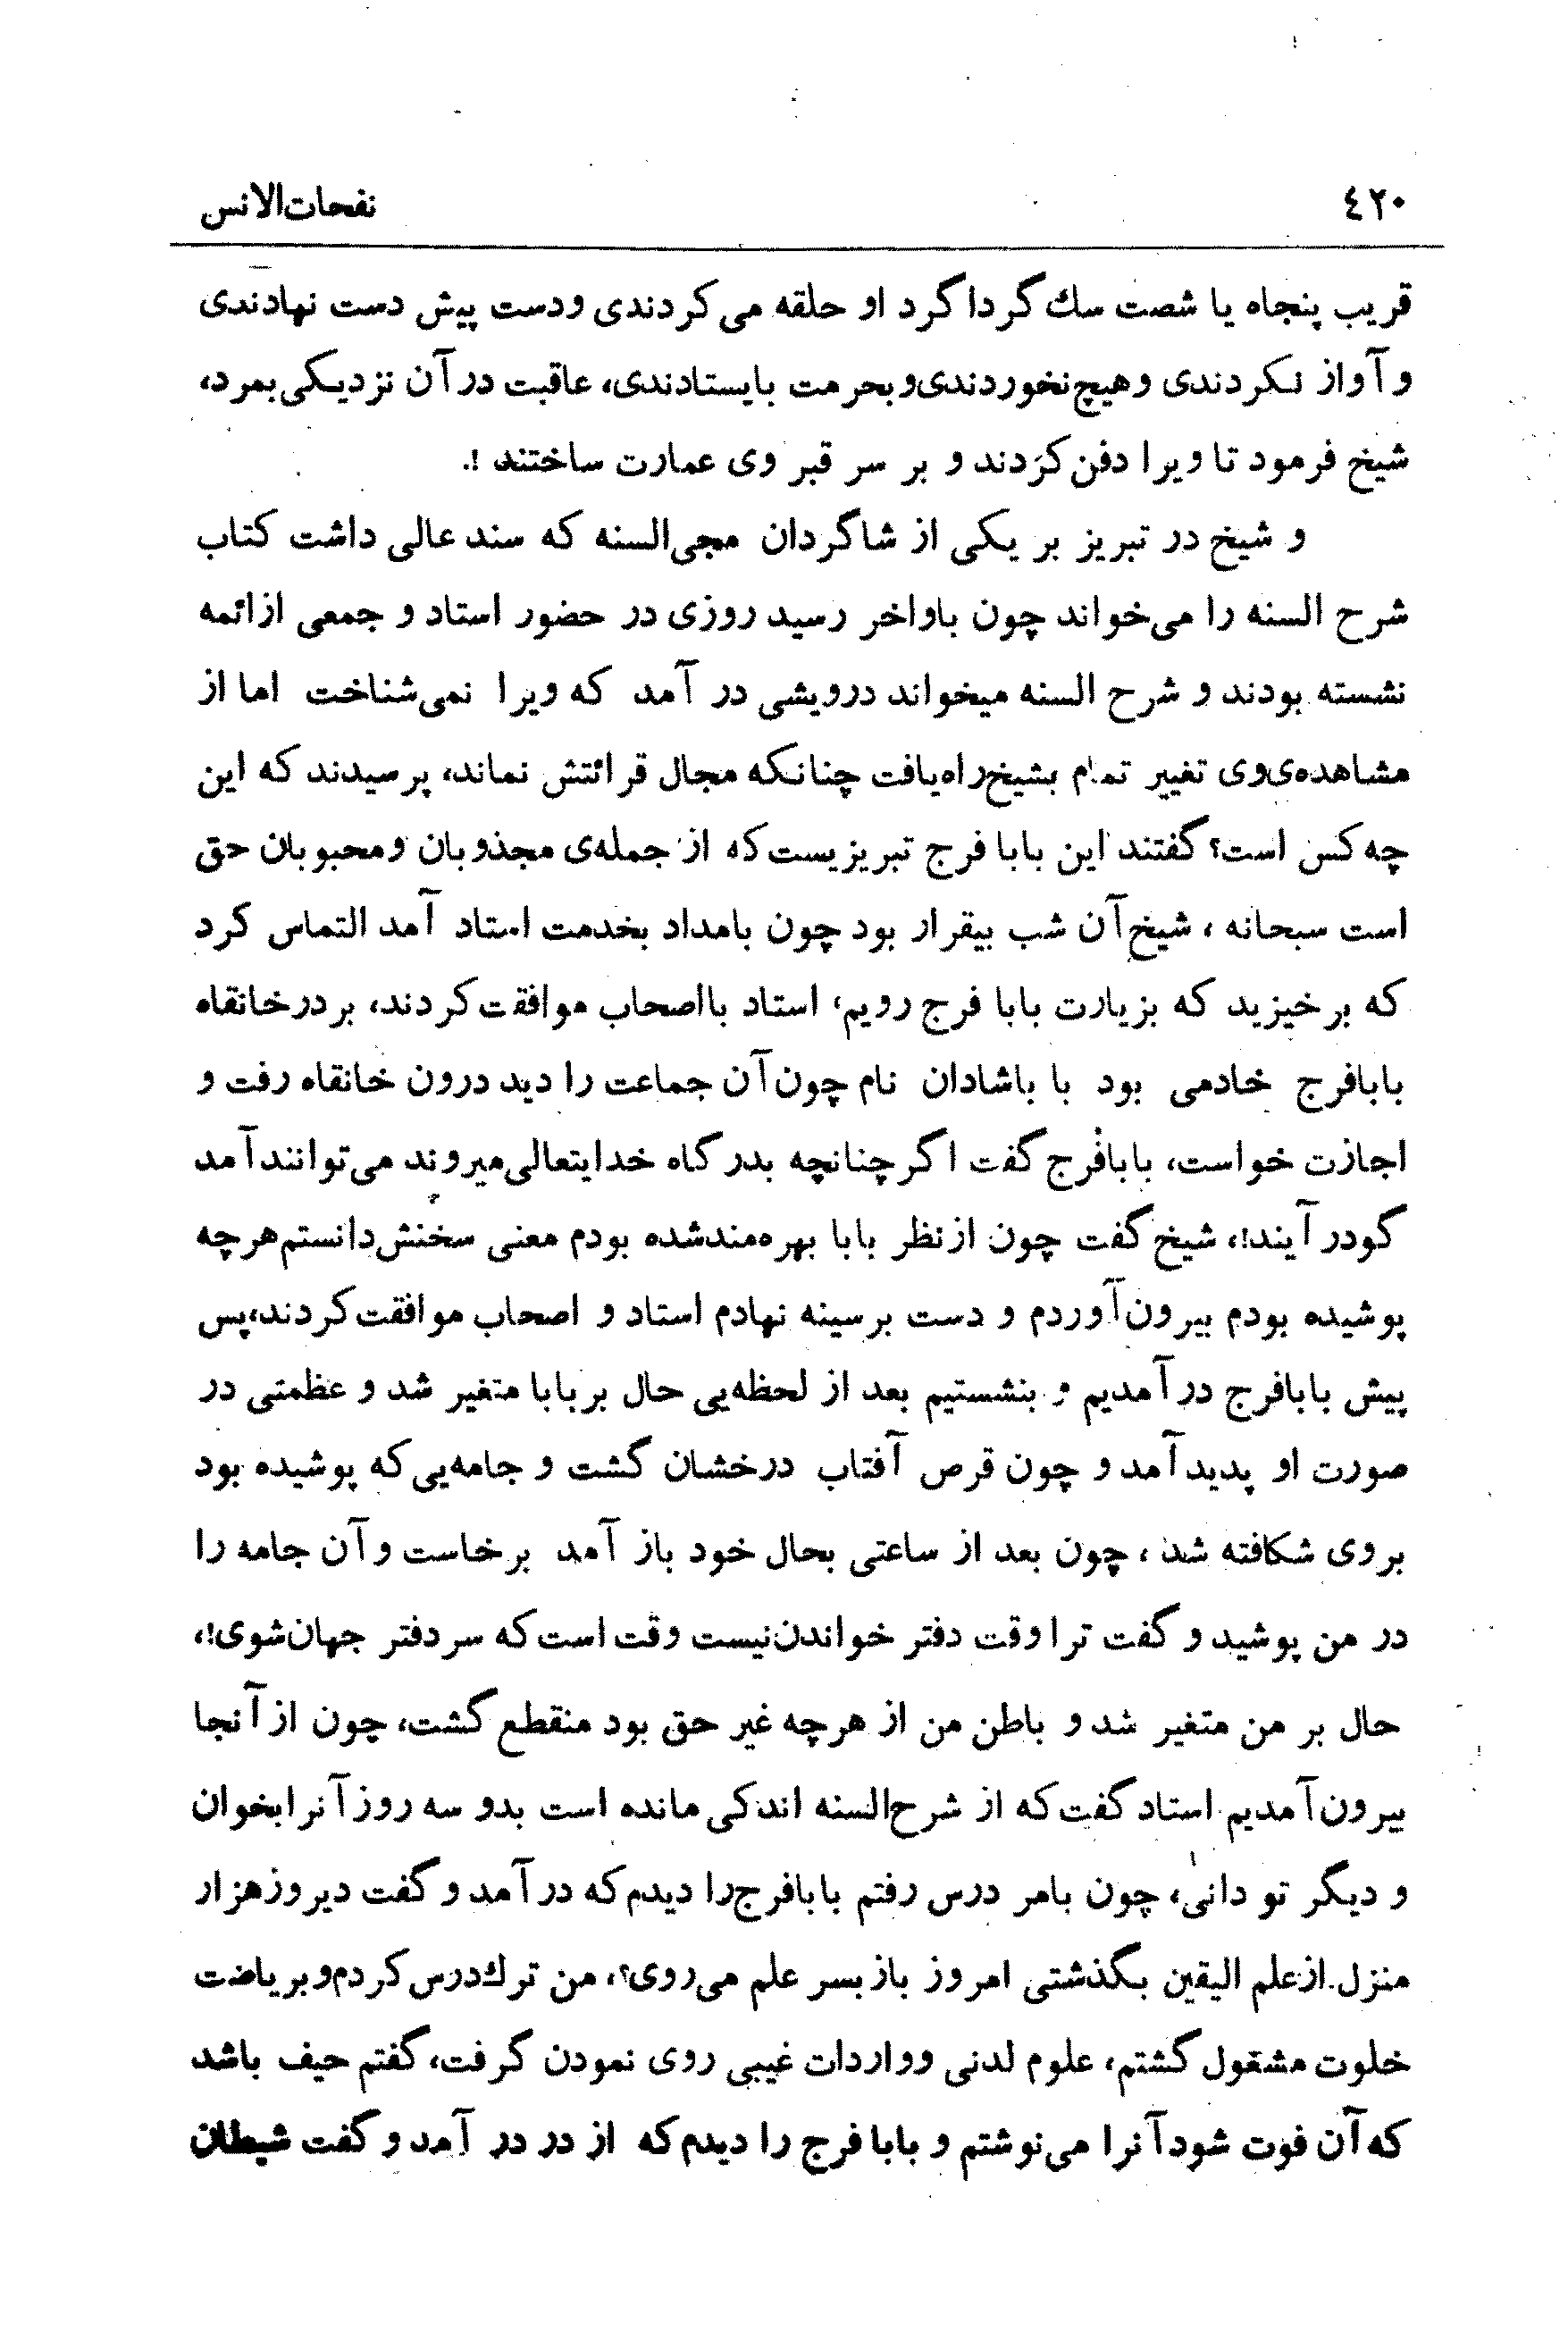 ٤٢٠ نفحات‌الانس
قریب پنجاه یا شصت سك گرداگرد او حلقه می‌کردندی ودست پیش دست نهادندی
و آواز نکردندی وهیچ‌نخوردندی‌وبحرمت بایستادندی، عاقبت درآن نزدیکی‌بمرد،
شیخ فرمود تا ویرا دفن‌کردند و بر سر قبر وی عمارت ساختند !.
و شیخ در تبریز بر یکی از شاگردان محی‌السنه که سند عالی داشت کتاب
شرح السنه را می‌خواند چون باواخر رسید روزی در حضور استاد و جمعی ازائمه
نشسته بودند و شرح السنه میخواند درویشی در آمد که ویرا نمی‌شناخت اما از
مشاهده‌ی‌وی تغییر تمام بشیخ‌راه‌یافت چنانکه مجال قرائتش نماند، پرسیدند که این
چه‌کس است؟ گفتند این بابا فرج تبریزیست‌که از جمله‌ی مجذوبان ومحبوبان حق
است سبحانه ، شیخ‌آن شب بیقرار بود چون بامداد بخدمت استاد آمد التماس کرد
که برخیزید که بزیارت بابا فرج رویم، استاد بااصحاب موافقت‌کردند، بردرخانقاه
بابافرج خادمی بود با باشادان نام چون‌آن جماعت را دید درون خانقاه رفت و
اجازت خواست، بابافرج گفت اگرچنانچه بدرگاه خدایتعالی‌میروند می‌توانندآمد
گودرآیند!، شیخ‌گفت چون ازنظر بابا بهره‌مندشده بودم معنی سخنش‌دانستم‌هرچه
پوشیده بودم بیرون‌آوردم و دست برسینه نهادم استاد و اصحاب موافقت‌کردند،پس
پیش بابافرج درآمدیم و بنشستیم بعد از لحظه‌یی حال بربابا متغیر شد و عظمتی در
صورت او پدیدآمد و چون قرص آفتاب درخشان گشت و جامه‌یی‌که پوشیده بود
بروی شکافته شد ، چون بعد از ساعتی بحال خود باز آمد برخاست وآن جامه را
در من پوشید و گفت ترا وقت دفتر خواندن‌نیست وقت است‌که سردفتر جهان‌شوی!،
حال بر من متغیر شد و باطن من از هرچه غیر حق بود منقطع گشت، چون ازآنجا
بیرون‌آمدیم استادگفت‌که از شرح‌السنه اندکی مانده است بدو سه روزآنرابخوان
و دیگر تو دانی، چون بامر درس رفتم بابافرج‌را دیدم‌که درآمد وگفت دیروزهزار
منزل ازعلم الیقین بگذشتی امروز بازبسر علم می‌روی؟، من ترك‌درس‌کردم‌وبریاضت
خلوت مشغول گشتم، علوم لدنی وواردات غیبی روی نمودن گرفت، گفتم حیف باشد
که‌آن فوت شودآنرا می‌نوشتم و بابا فرج را دیدم‌که از در در آمد و گفت شیطان